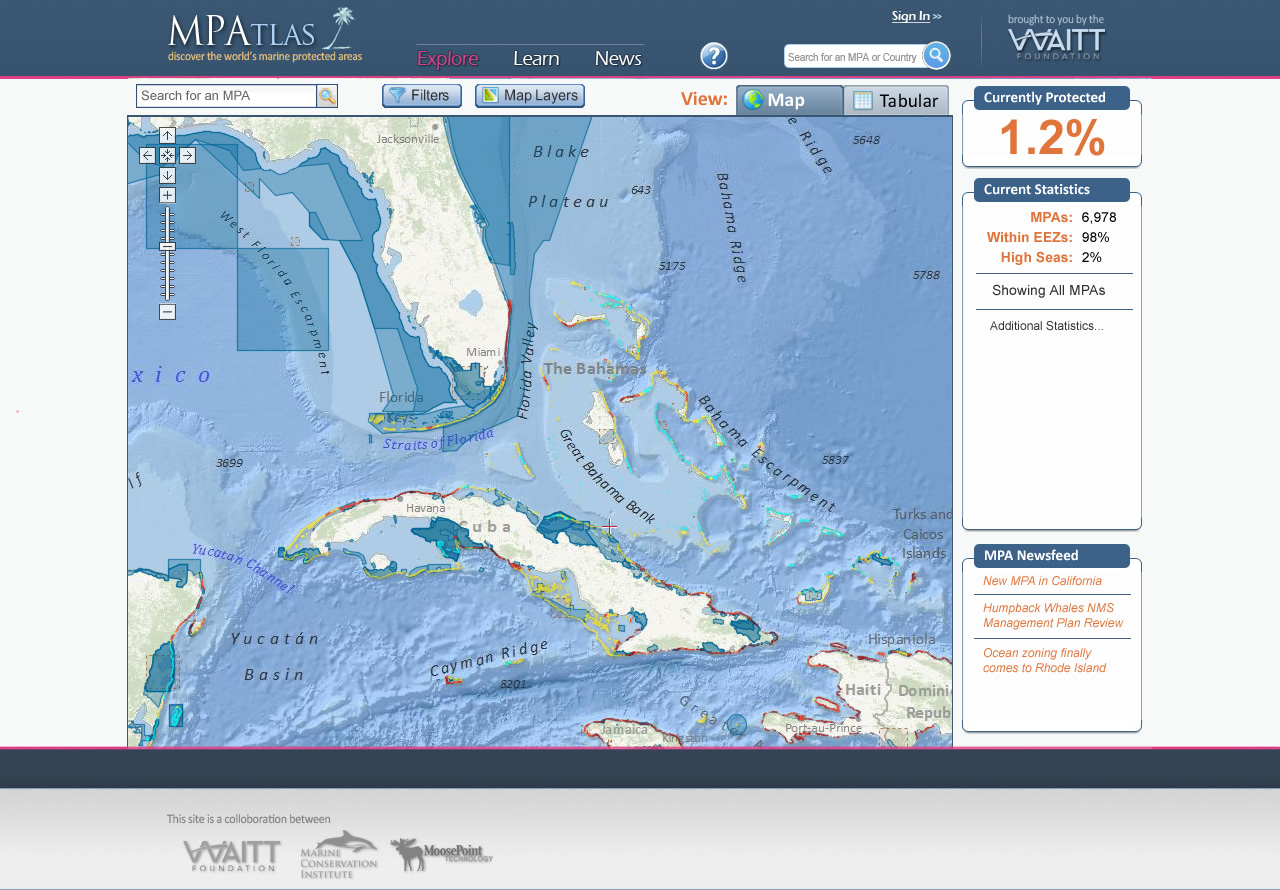 MPATLAS
discover the world's marine protected areas
Explore
Learn
News
?
Sign In >>
Search for an MPA or Country
brought to you by the
WAITT
FOUNDATION
Search for an MPA
Filters
Map Layers
View:
Map
Tabular
Jacksonville
Blake
Plateau
643
Bahama Ridge
e Ridge
5648
5175
5788
West Florida Escarpment
xico
Miami
Florida
Keys
Straits of Florida
Florida Valley
The Bahamas
Great Bahama Bank
Bahama Escarpment
5837
3699
lf
Havana
Cuba
Turks and
Caicos
Islands
Yucatan Channel
Yucatán
Basin
Cayman Ridge
8201
Hispaniola
Haiti
Domini
Repub
Port-au-Prince
Jamaica
Kingston
Great
A
Currently Protected
1.2%
Current Statistics
MPAs: 6,978
Within EEZs: 98%
High Seas: 2%
Showing All MPAs
Additional Statistics...
MPA Newsfeed
New MPA in California
Humpback Whales NMS
Management Plan Review
Ocean zoning finally
comes to Rhode Island
This site is a colloboration between
WAITT
FOUNDATION
MARINE
CONSERVATION
INSTITUTE
MoosePoint
TECHNOLOGY